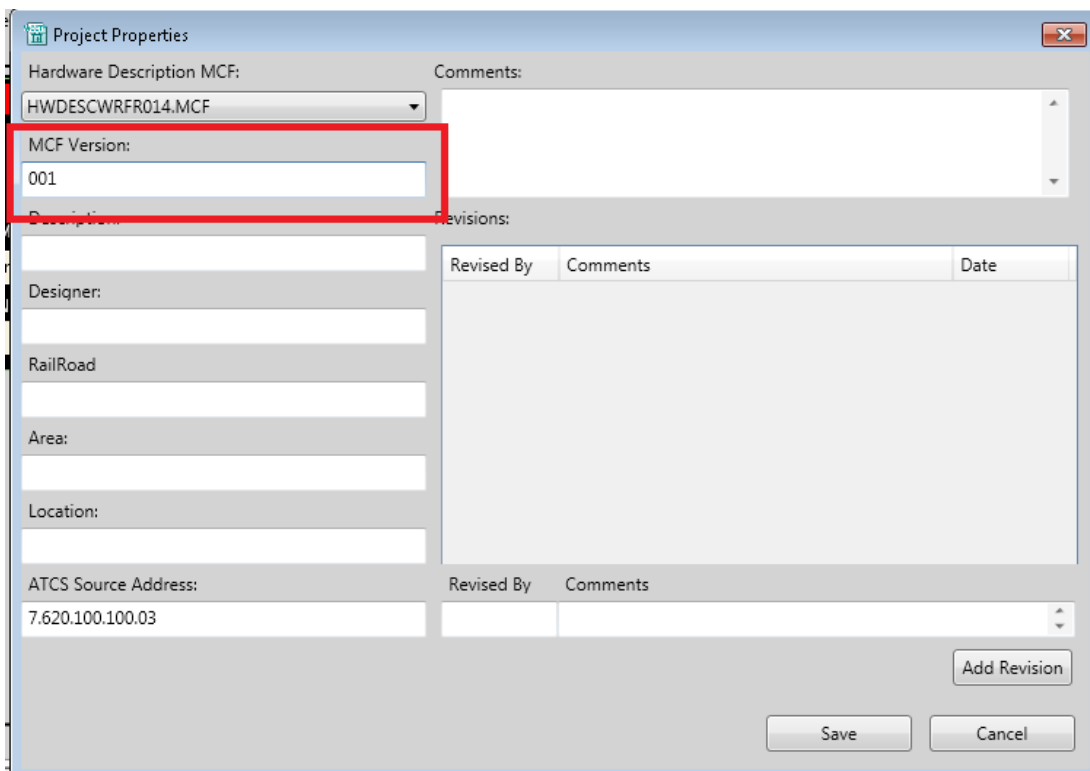 Project Properties
Hardware Description MCF:
HWDESCWRFR014.MCF
MCF Version:
001
Description:
Designer:
RailRoad
Area:
Location:
ATCS Source Address:
7.620.100.100.03
Comments:
Revisions:
Revised By Comments Date
Revised By Comments
Add Revision
Save Cancel